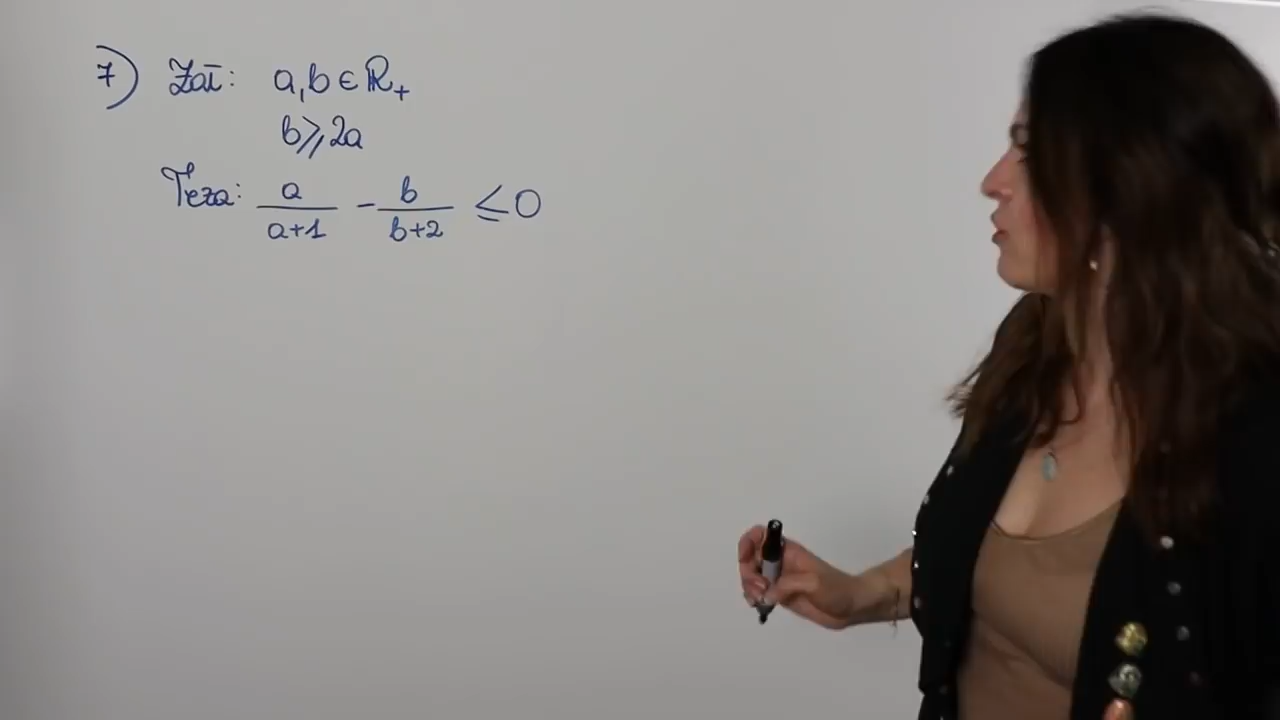 7) Zał: a,b ∈ ℝ₊
b ⩾ 2a
Teza: a/(a+1) - b/(b+2) ≤ 0